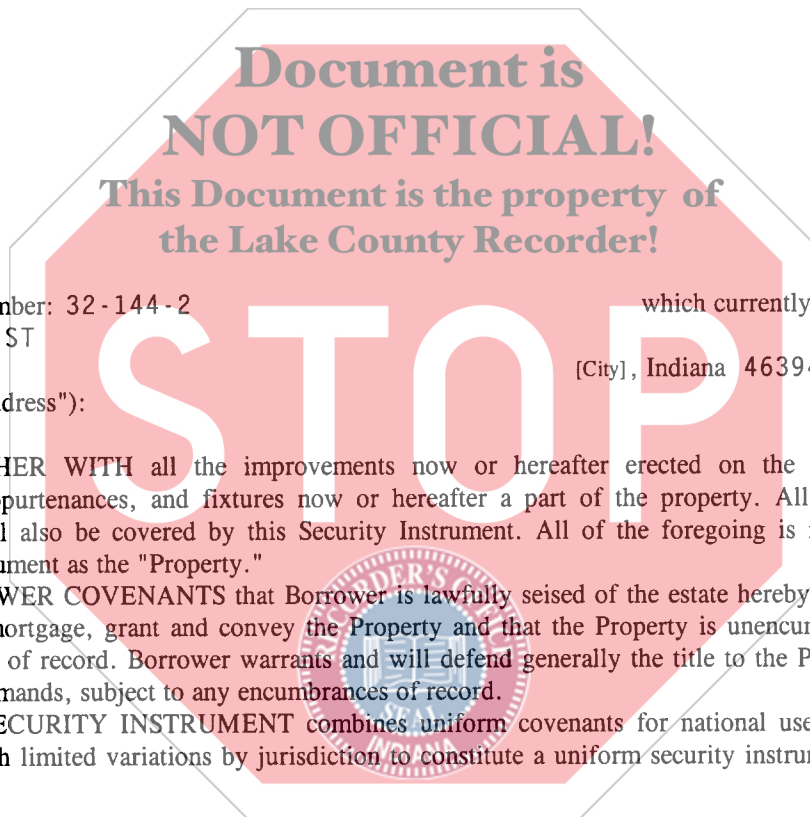 Document is
NOT OFFICIAL!
This Document is the property of
the Lake County Recorder!
nber: 32-144-2 which currently
ST
[City], Indiana 4639
dress"):
HER WITH all the improvements now or hereafter erected on the
purtenances, and fixtures now or hereafter a part of the property. All
l also be covered by this Security Instrument. All of the foregoing is
ument as the "Property."
WER COVENANTS that Borrower is lawfully seised of the estate hereby
ortgage, grant and convey the Property and that the Property is unencu
of record. Borrower warrants and will defend generally the title to the P
mands, subject to any encumbrances of record.
ECURITY INSTRUMENT combines uniform covenants for national use
h limited variations by jurisdiction to constitute a uniform security instru
STOP
RECORDER'S OFFICE
SEAL
INDIANA